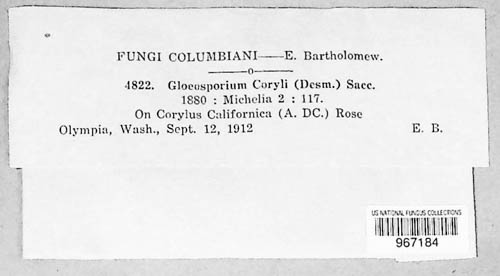 FUNGI COLUMBIANI—E. Bartholomew.
o
4822. Gloeosporium Coryli (Desm.) Sacc.
1880 : Michelia 2 : 117.
On Corylus Californica (A. DC.) Rose
Olympia, Wash., Sept. 12, 1912 E. B.
US NATIONAL FUNGUS COLLECTIONS
967184